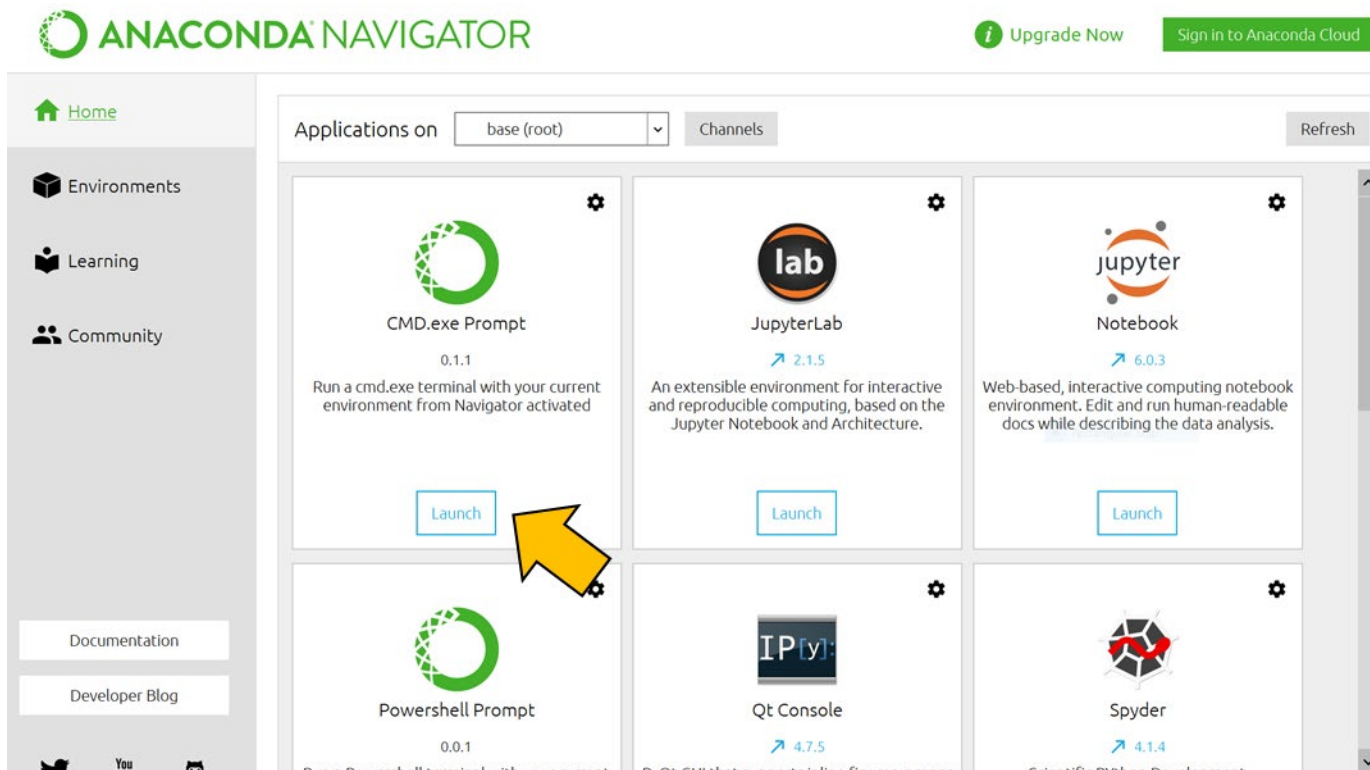 ANACONDA NAVIGATOR
Upgrade Now
Sign in to Anaconda Cloud
Home
Applications on
base (root)
Channels
Refresh
Environments
Learning
Community
CMD.exe Prompt
0.1.1
Run a cmd.exe terminal with your current
environment from Navigator activated
Launch
lab
JupyterLab
2.1.5
An extensible environment for interactive
and reproducible computing, based on the
Jupyter Notebook and Architecture.
Launch
jupyter
Notebook
6.0.3
Web-based, interactive computing notebook
environment. Edit and run human-readable
docs while describing the data analysis.
Launch
Documentation
Developer Blog
You
Powershell Prompt
0.0.1
IP[y]:
Qt Console
4.7.5
Spyder
4.1.4